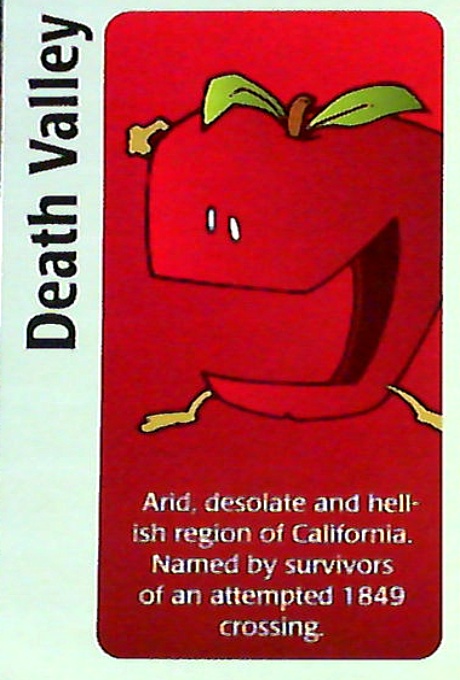 Death Valley
Arid, desolate and hell-
ish region of California.
Named by survivors
of an attempted 1849
crossing.